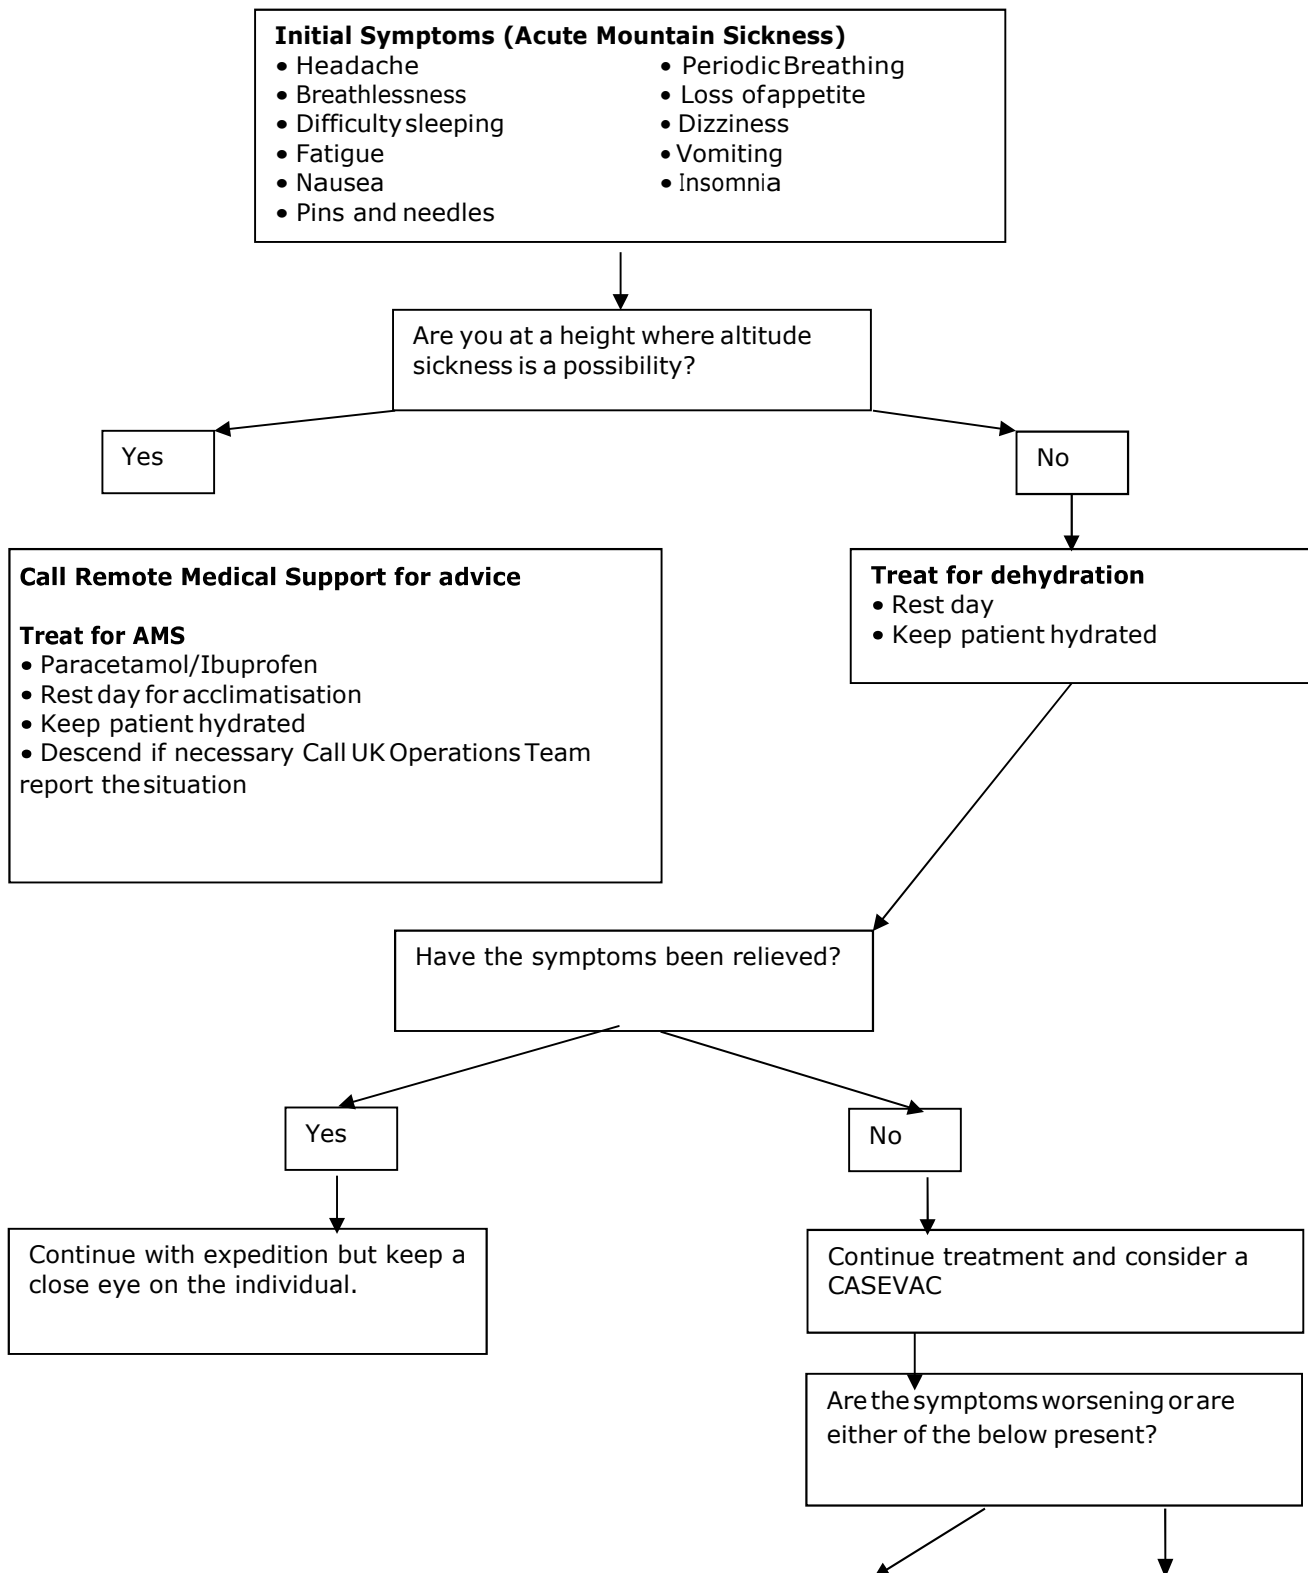 Initial Symptoms (Acute Mountain Sickness)
• Headache
• Breathlessness
• Difficulty sleeping
• Fatigue
• Nausea
• Pins and needles
• Periodic Breathing
• Loss of appetite
• Dizziness
• Vomiting
• Insomnia
Are you at a height where altitude
sickness is a possibility?
Yes
No
Call Remote Medical Support for advice
Treat for AMS
• Paracetamol/Ibuprofen
• Rest day for acclimatisation
• Keep patient hydrated
• Descend if necessary Call UK Operations Team
report the situation
Treat for dehydration
• Rest day
• Keep patient hydrated
Have the symptoms been relieved?
Yes
No
Continue with expedition but keep a
close eye on the individual.
Continue treatment and consider a
CASEVAC
Are the symptoms worsening or are
either of the below present?